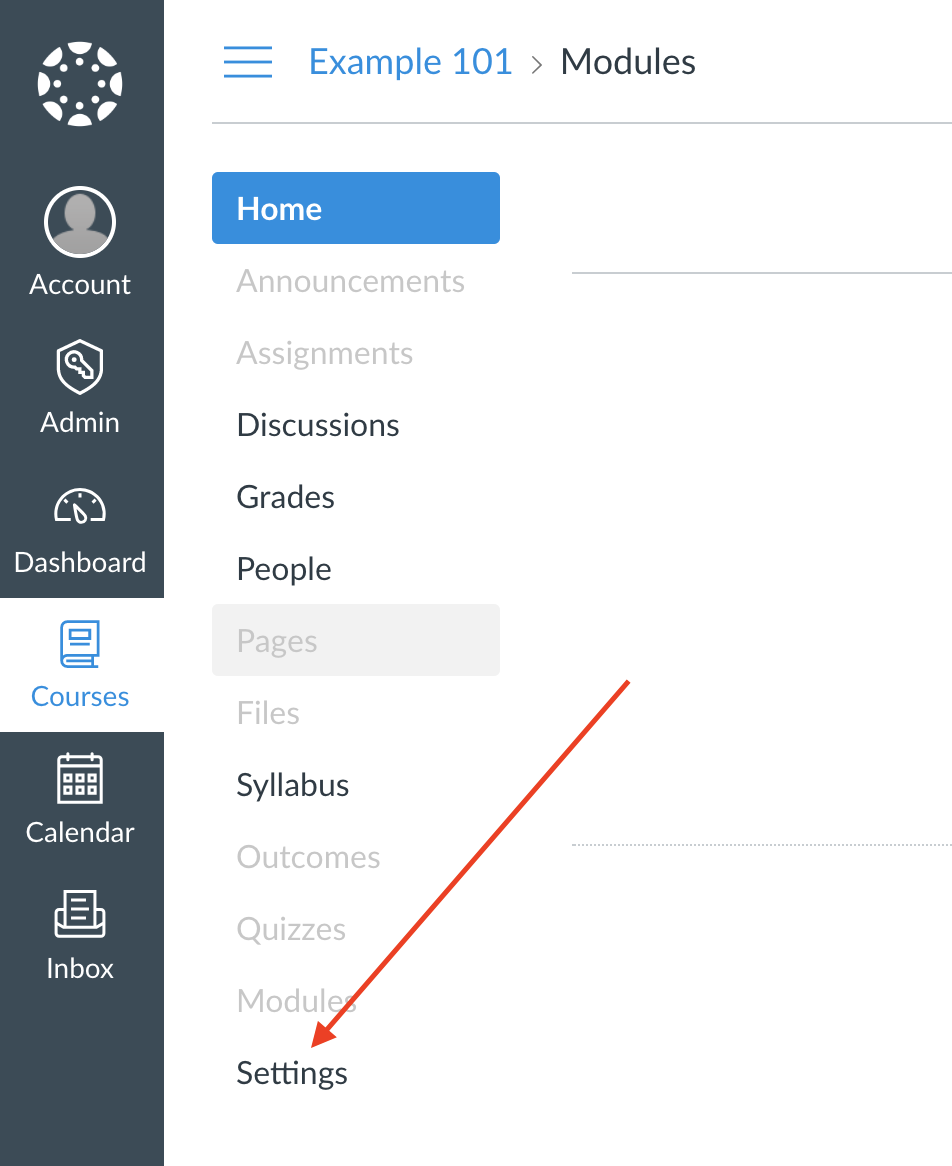 Example 101 > Modules
Account
Admin
Dashboard
Courses
Calendar
Inbox
Home
Announcements
Assignments
Discussions
Grades
People
Pages
Files
Syllabus
Outcomes
Quizzes
Modules
Settings